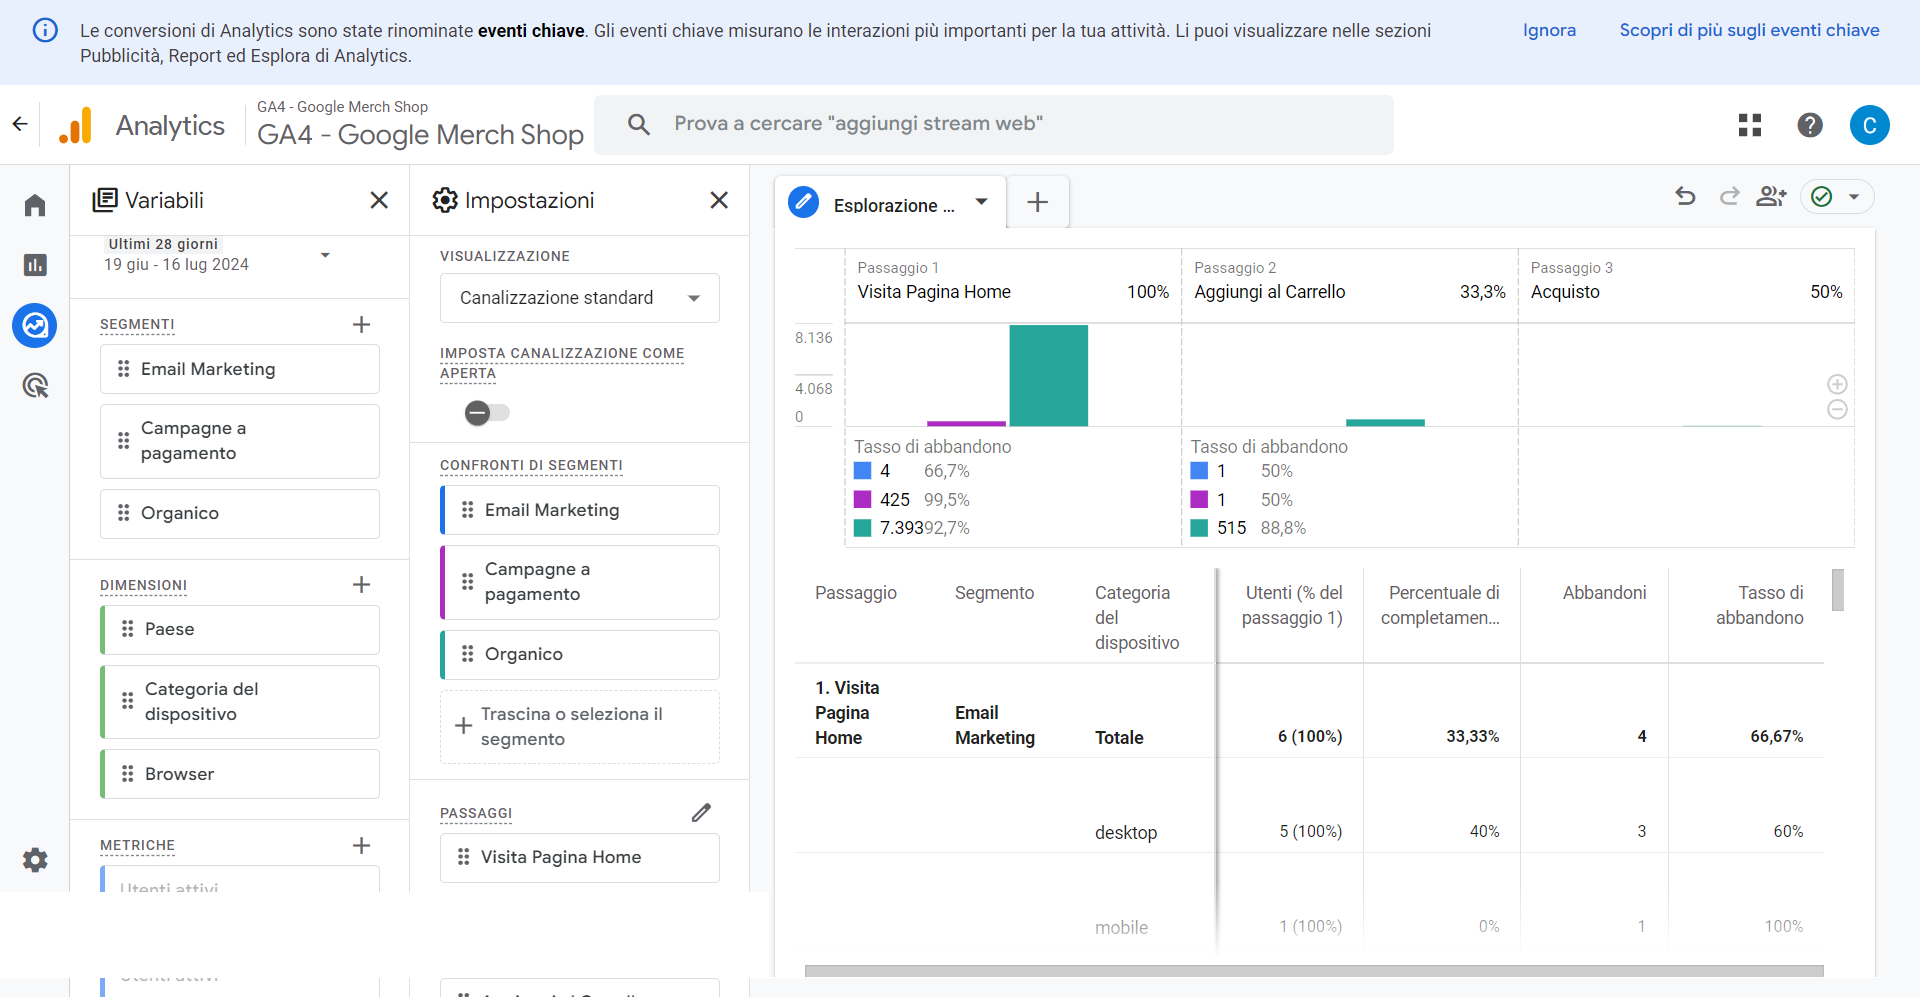 Le conversioni di Analytics sono state rinominate eventi chiave. Gli eventi chiave misurano le interazioni più importanti per la tua attività. Li puoi visualizzare nelle sezioni
Pubblicità, Report ed Esplora di Analytics.
Ignora
Scopri di più sugli eventi chiave
Analytics
GA4 - Google Merch Shop
GA4 - Google Merch Shop
Prova a cercare "aggiungi stream web"
C
Variabili
Ultimi 28 giorni
19 giu - 16 lug 2024
SEGMENTI
Email Marketing
Campagne a
pagamento
Organico
DIMENSIONI
Paese
Categoria del
dispositivo
Browser
METRICHE
Utenti attivi
Utenti attivi
Impostazioni
VISUALIZZAZIONE
Canalizzazione standard
IMPOSTA CANALIZZAZIONE COME
APERTA
CONFRONTI DI SEGMENTI
Email Marketing
Campagne a
pagamento
Organico
Trascina o seleziona il
segmento
PASSAGGI
Visita Pagina Home
Esplorazione ...
Passaggio 1
Visita Pagina Home 100%
Passaggio 2
Aggiungi al Carrello 33,3%
Passaggio 3
Acquisto 50%
8.136
4.068
0
Tasso di abbandono
4 66,7%
425 99,5%
7.393 92,7%
Tasso di abbandono
1 50%
1 50%
515 88,8%
Passaggio
Segmento
Categoria
del
dispositivo
Utenti (% del
passaggio 1)
Percentuale di
completamen...
Abbandoni
Tasso di
abbandono
1. Visita
Pagina
Home
Email
Marketing
Totale 6 (100%) 33,33% 4 66,67%
desktop 5 (100%) 40% 3 60%
mobile 1 (100%) 0% 1 100%